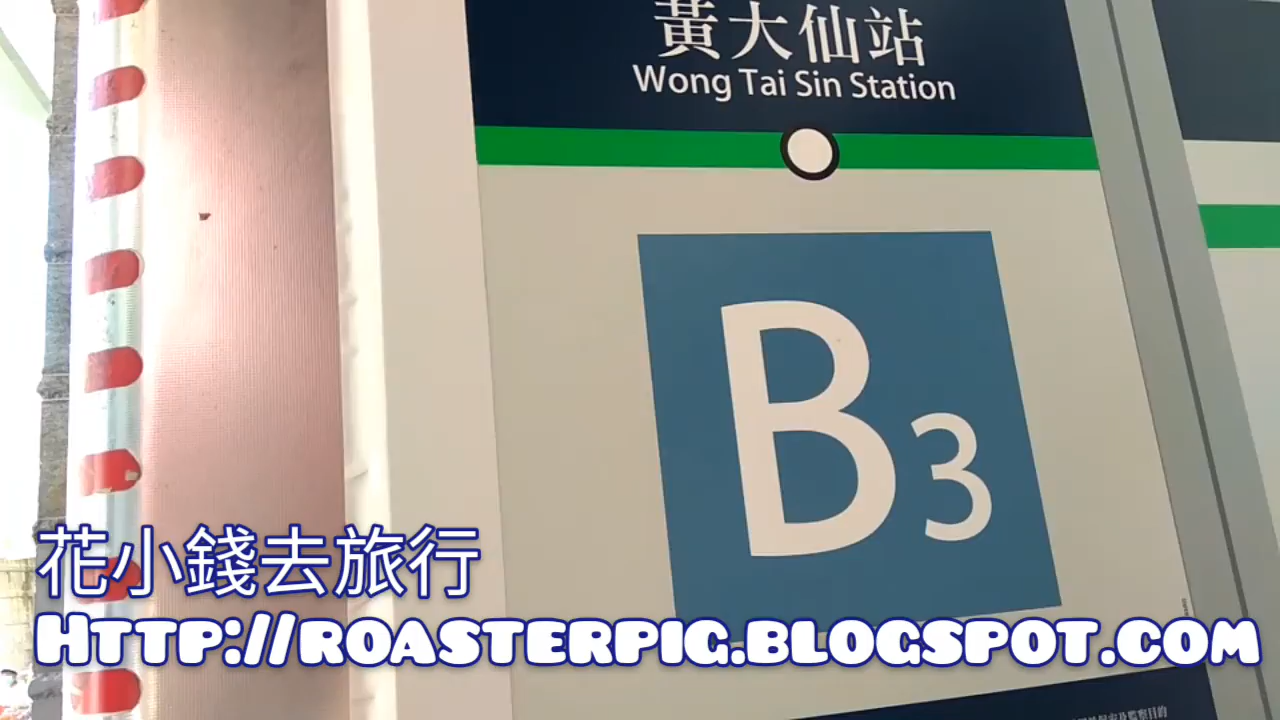 黃大仙站
Wong Tai Sin Station
B3
花小錢去旅行
HTTP://ROASTERPIG.BLOGSPOT.COM